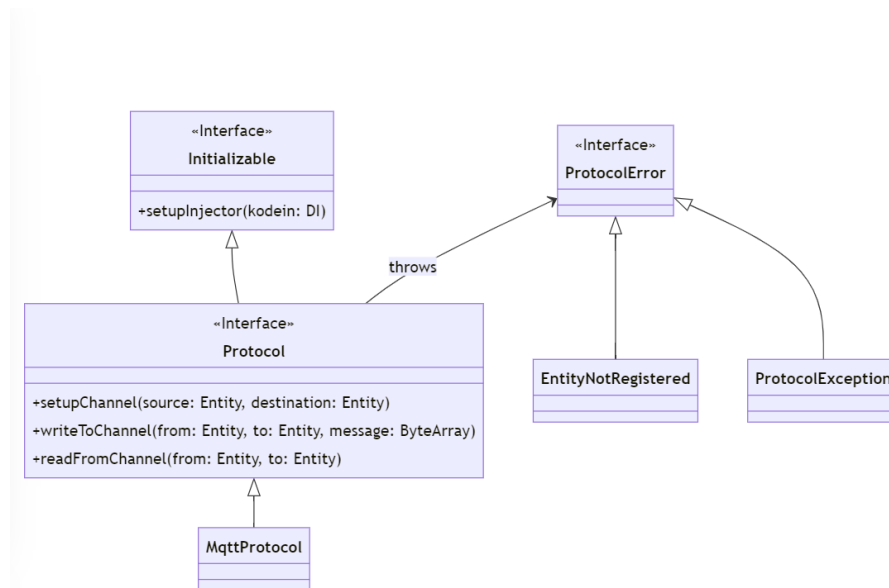 «Interface»
Initializable
+setupInjector(kodein: DI)
«Interface»
ProtocolError
throws
«Interface»
Protocol
+setupChannel(source: Entity, destination: Entity)
+writeToChannel(from: Entity, to: Entity, message: ByteArray)
+readFromChannel(from: Entity, to: Entity)
EntityNotRegistered
ProtocolException
MqttProtocol